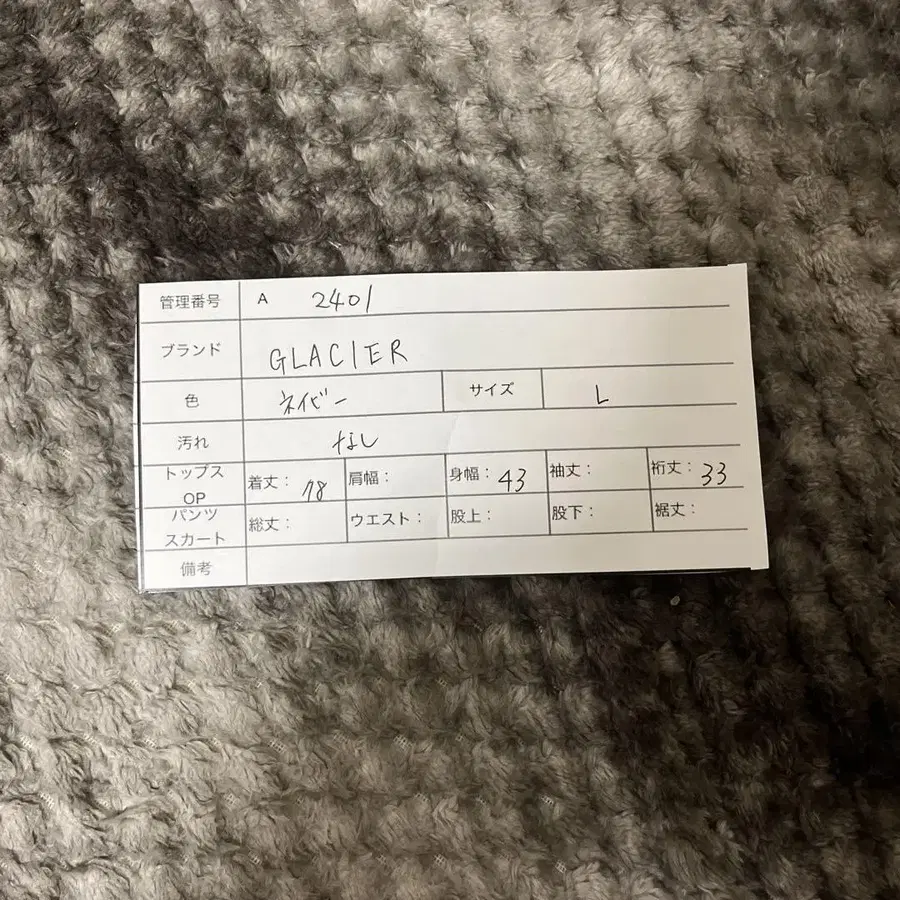 管理番号 A 2401
ブランド GLACIER
色 ネイビー サイズ L
汚れ なし
トップス OP 着丈: 78 肩幅: 身幅: 43 袖丈: 裄丈: 33
パンツ スカート 総丈: ウエスト: 股上: 股下: 裾丈:
備考